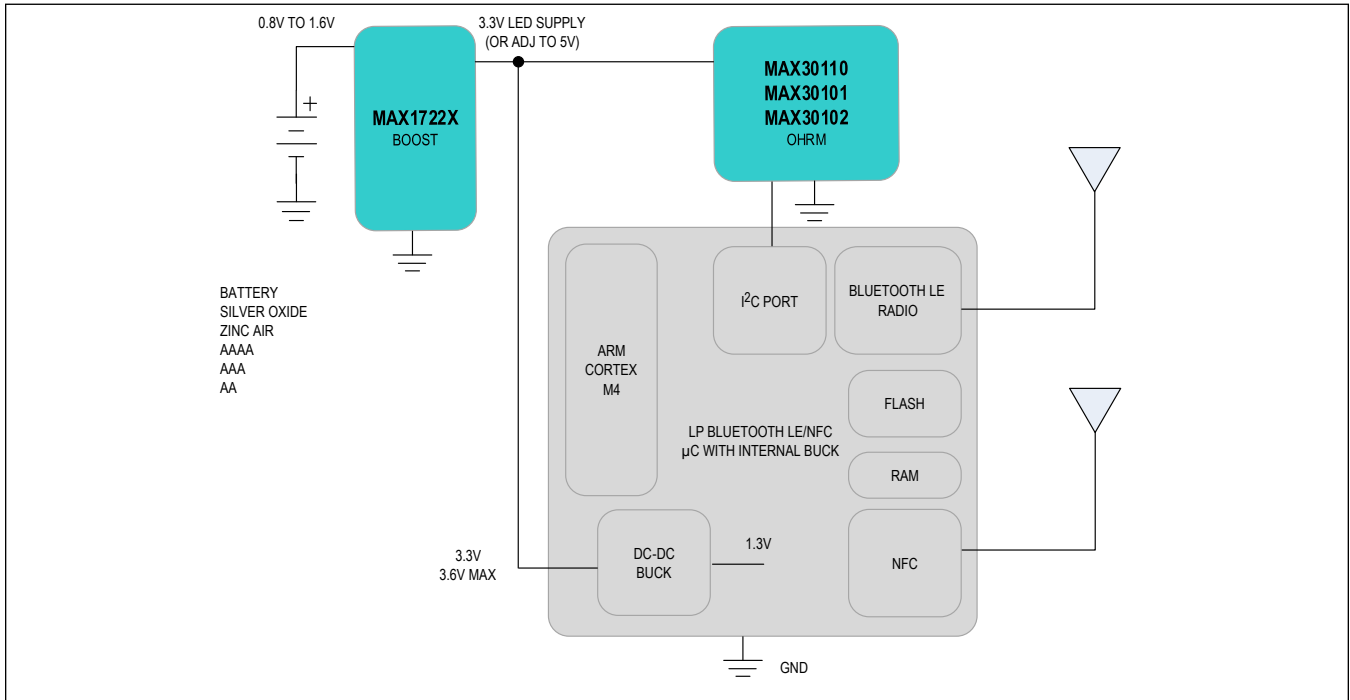 0.8V TO 1.6V
3.3V LED SUPPLY
(OR ADJ TO 5V)
+
MAX1722X
BOOST
MAX30110
MAX30101
MAX30102
OHRM
BATTERY
SILVER OXIDE
ZINC AIR
AAAA
AAA
AA
ARM
CORTEX
M4
I²C PORT
BLUETOOTH LE
RADIO
FLASH
LP BLUETOOTH LE/NFC
µC WITH INTERNAL BUCK
RAM
3.3V
3.6V MAX
DC-DC
BUCK
1.3V
NFC
GND